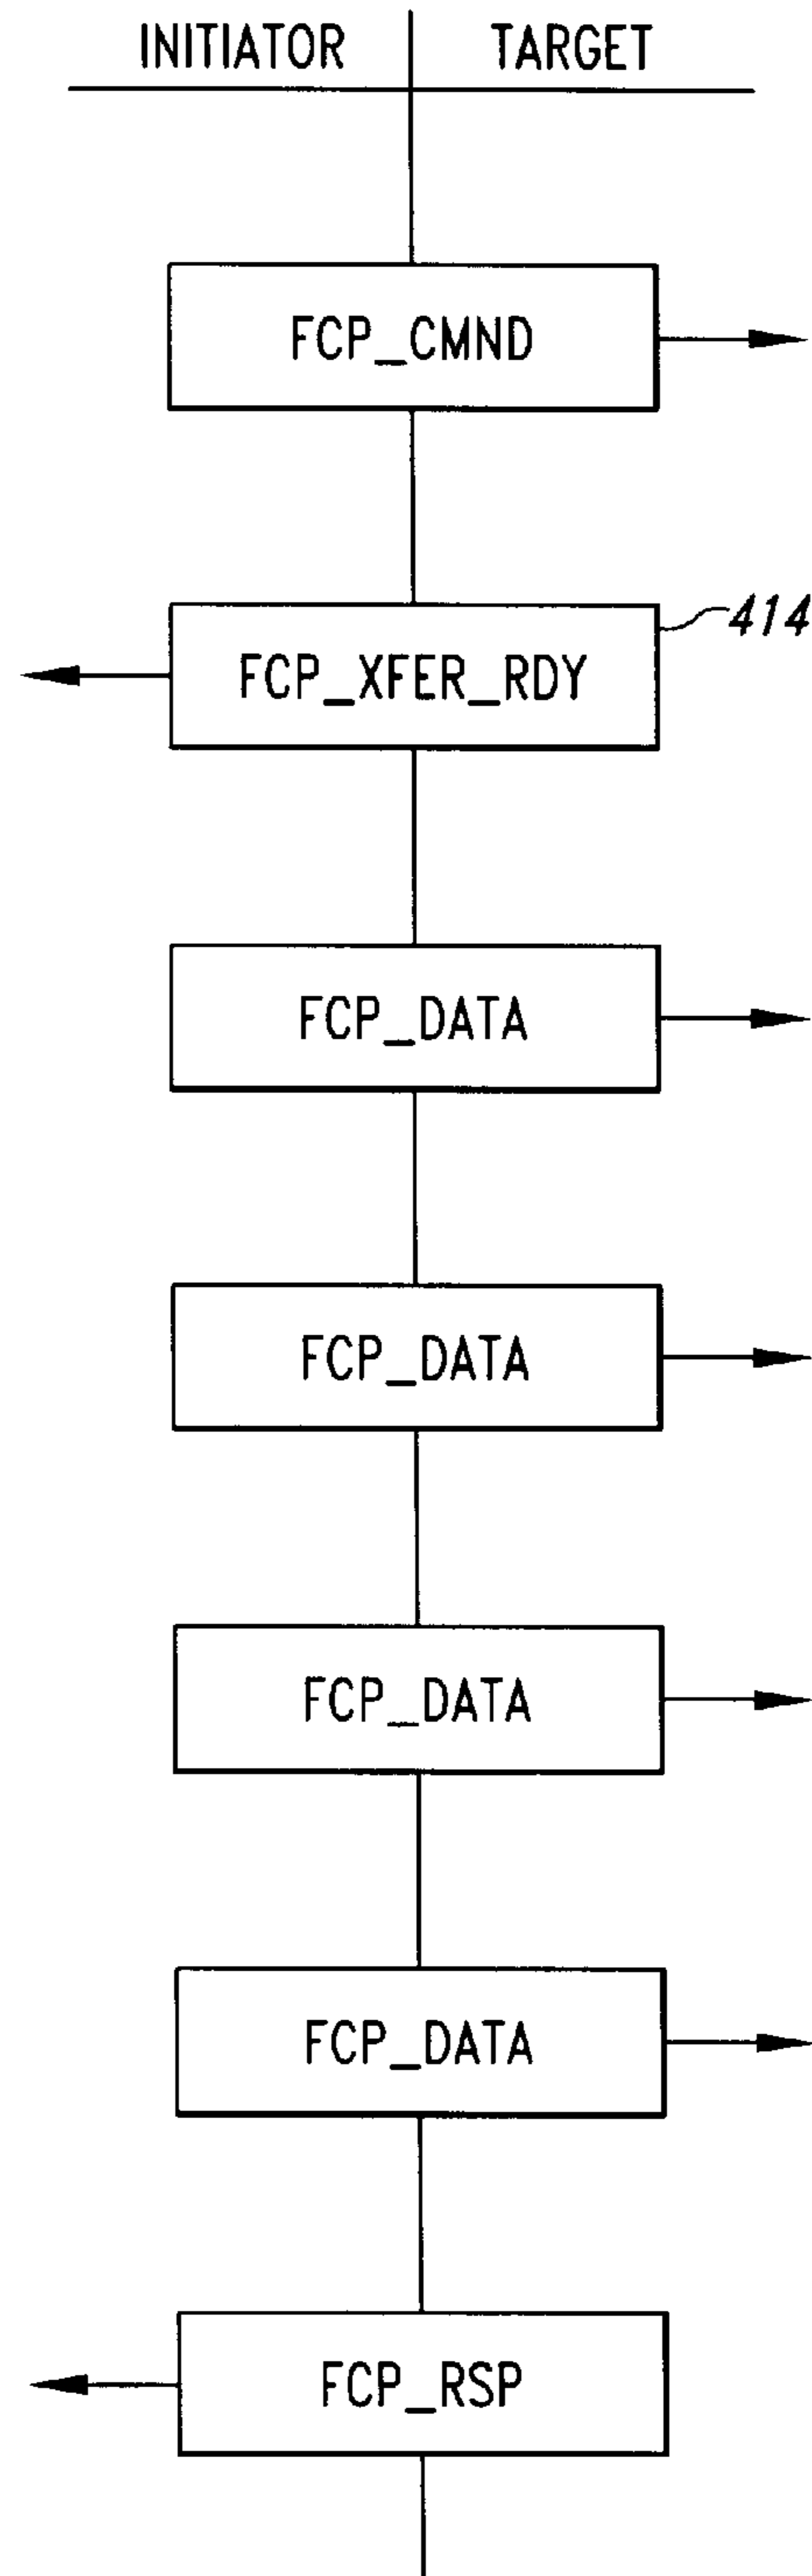 INITIATOR TARGET
FCP_CMND
414
FCP_XFER_RDY
FCP_DATA
FCP_DATA
FCP_DATA
FCP_DATA
FCP_RSP